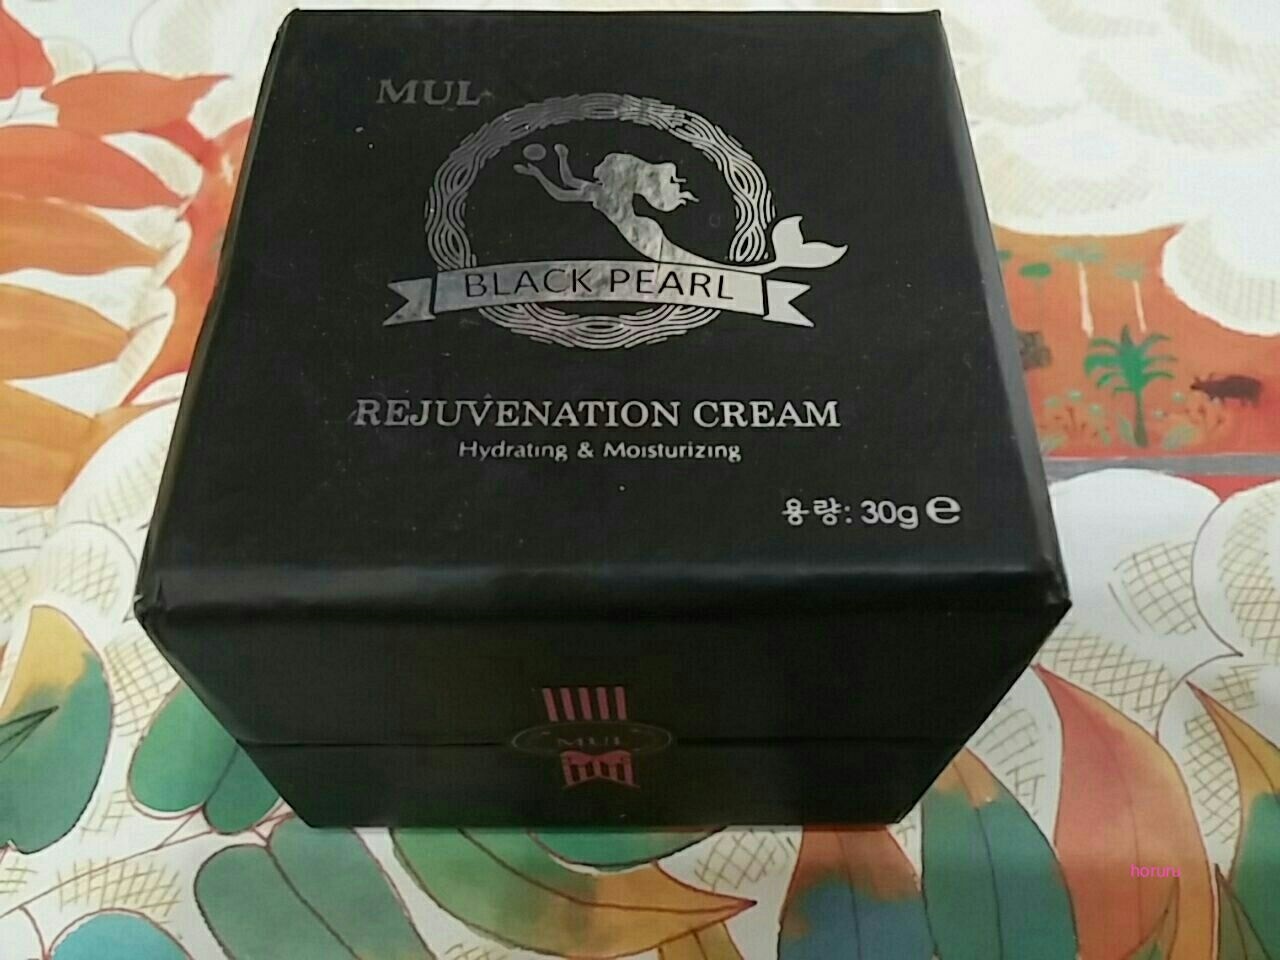 MUL
BLACK PEARL
REJUVENATION CREAM
Hydrating & Moisturizing
용량: 30g ℮
MUL
horuru